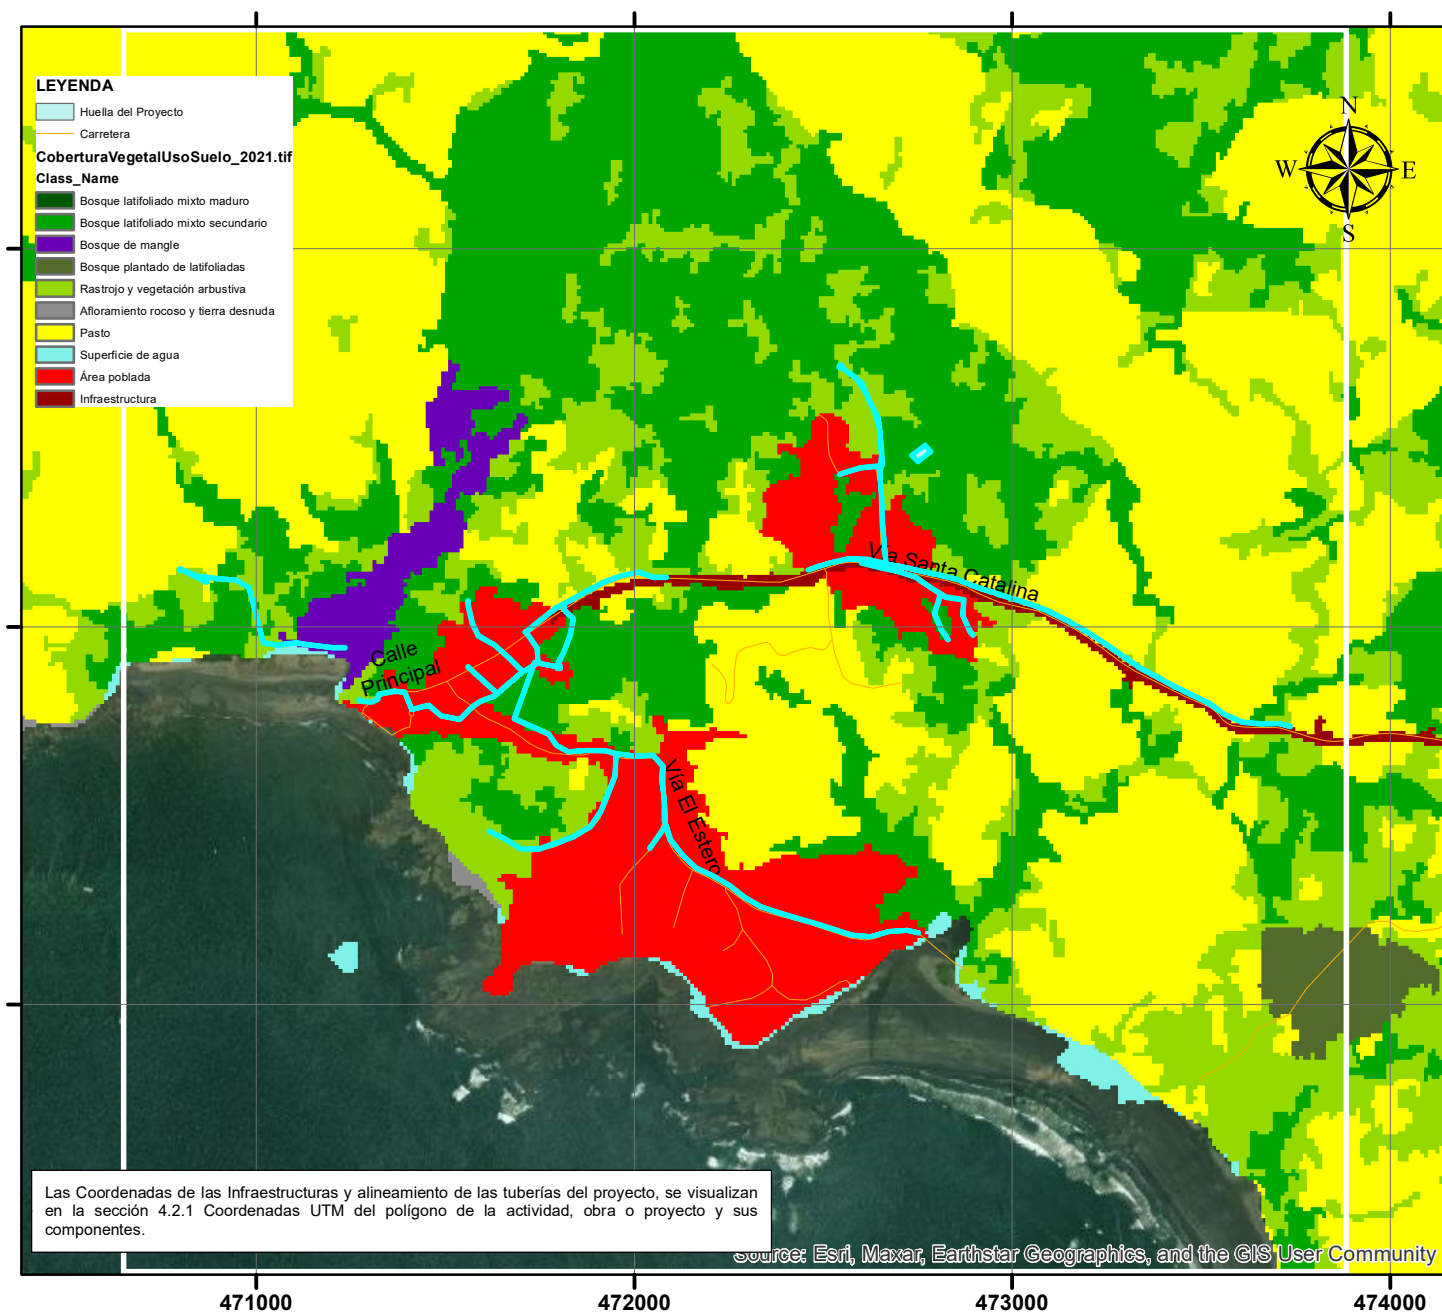 LEYENDA
Huella del Proyecto
Carretera
CoberturaVegetalUsoSuelo_2021.tif
Class_Name
Bosque latifoliado mixto maduro
Bosque latifoliado mixto secundario
Bosque de mangle
Bosque plantado de latifoliadas
Rastrojo y vegetación arbustiva
Afloramiento rocoso y tierra desnuda
Pasto
Superficie de agua
Área poblada
Infraestructura
N
W E
S
Vía Santa Catalina
Calle
Principal
Vía El Estero
Las Coordenadas de las Infraestructuras y alineamiento de las tuberías del proyecto, se visualizan
en la sección 4.2.1 Coordenadas UTM del polígono de la actividad, obra o proyecto y sus
componentes.
Source: Esri, Maxar, Earthstar Geographics, and the GIS User Community
471000 472000 473000 474000